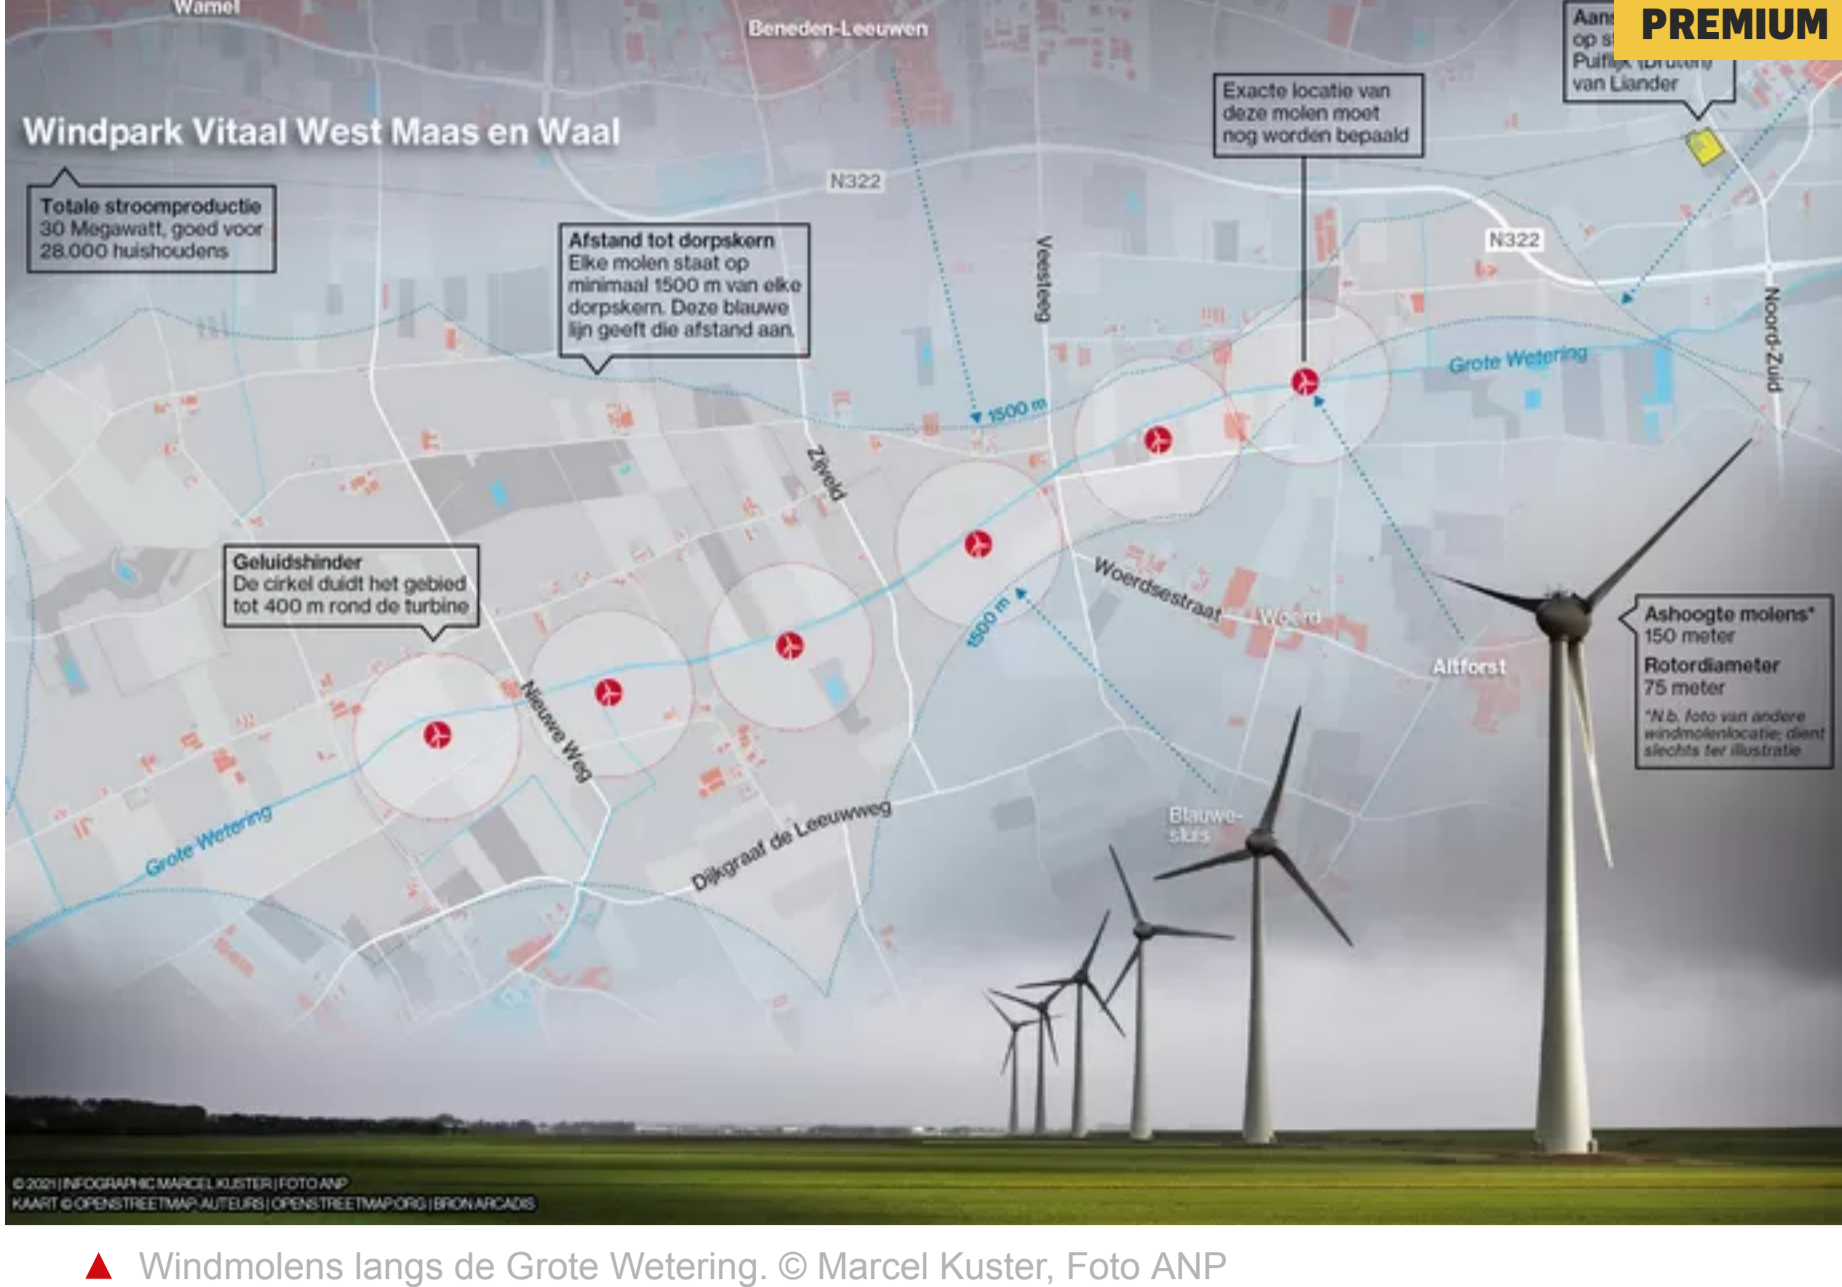 Wamel
Beneden-Leeuwen
PREMIUM
Aans
op s
Puiflijk (Druten)
van Liander
Windpark Vitaal West Maas en Waal
Totale stroomproductie
30 Megawatt, goed voor
28.000 huishoudens
N322
Exacte locatie van
deze molen moet
nog worden bepaald
Afstand tot dorpskern
Elke molen staat op
minimaal 1500 m van elke
dorpskern. Deze blauwe
lijn geeft die afstand aan.
Veesteeg
N322
Noord-Zuid
Grote Wetering
1500 m
Zijveld
Geluidshinder
De cirkel duidt het gebied
tot 400 m rond de turbine
Woerdsestraat
Woerd
1500 m
Altforst
Ashoogte molens*
150 meter
Rotordiameter
75 meter
*N.b. foto van andere
windmolenlocatie; dient
slechts ter illustratie
Nieuwe Weg
Grote Wetering
Dijkgraaf de Leeuwweg
Blauwe-
sluis
© 2021 | INFOGRAPHIC MARCEL KUSTER | FOTO ANP
KAART © OPENSTREETMAP-AUTEURS | OPENSTREETMAP.ORG | BRON ARCADIS
▲ Windmolens langs de Grote Wetering. © Marcel Kuster, Foto ANP